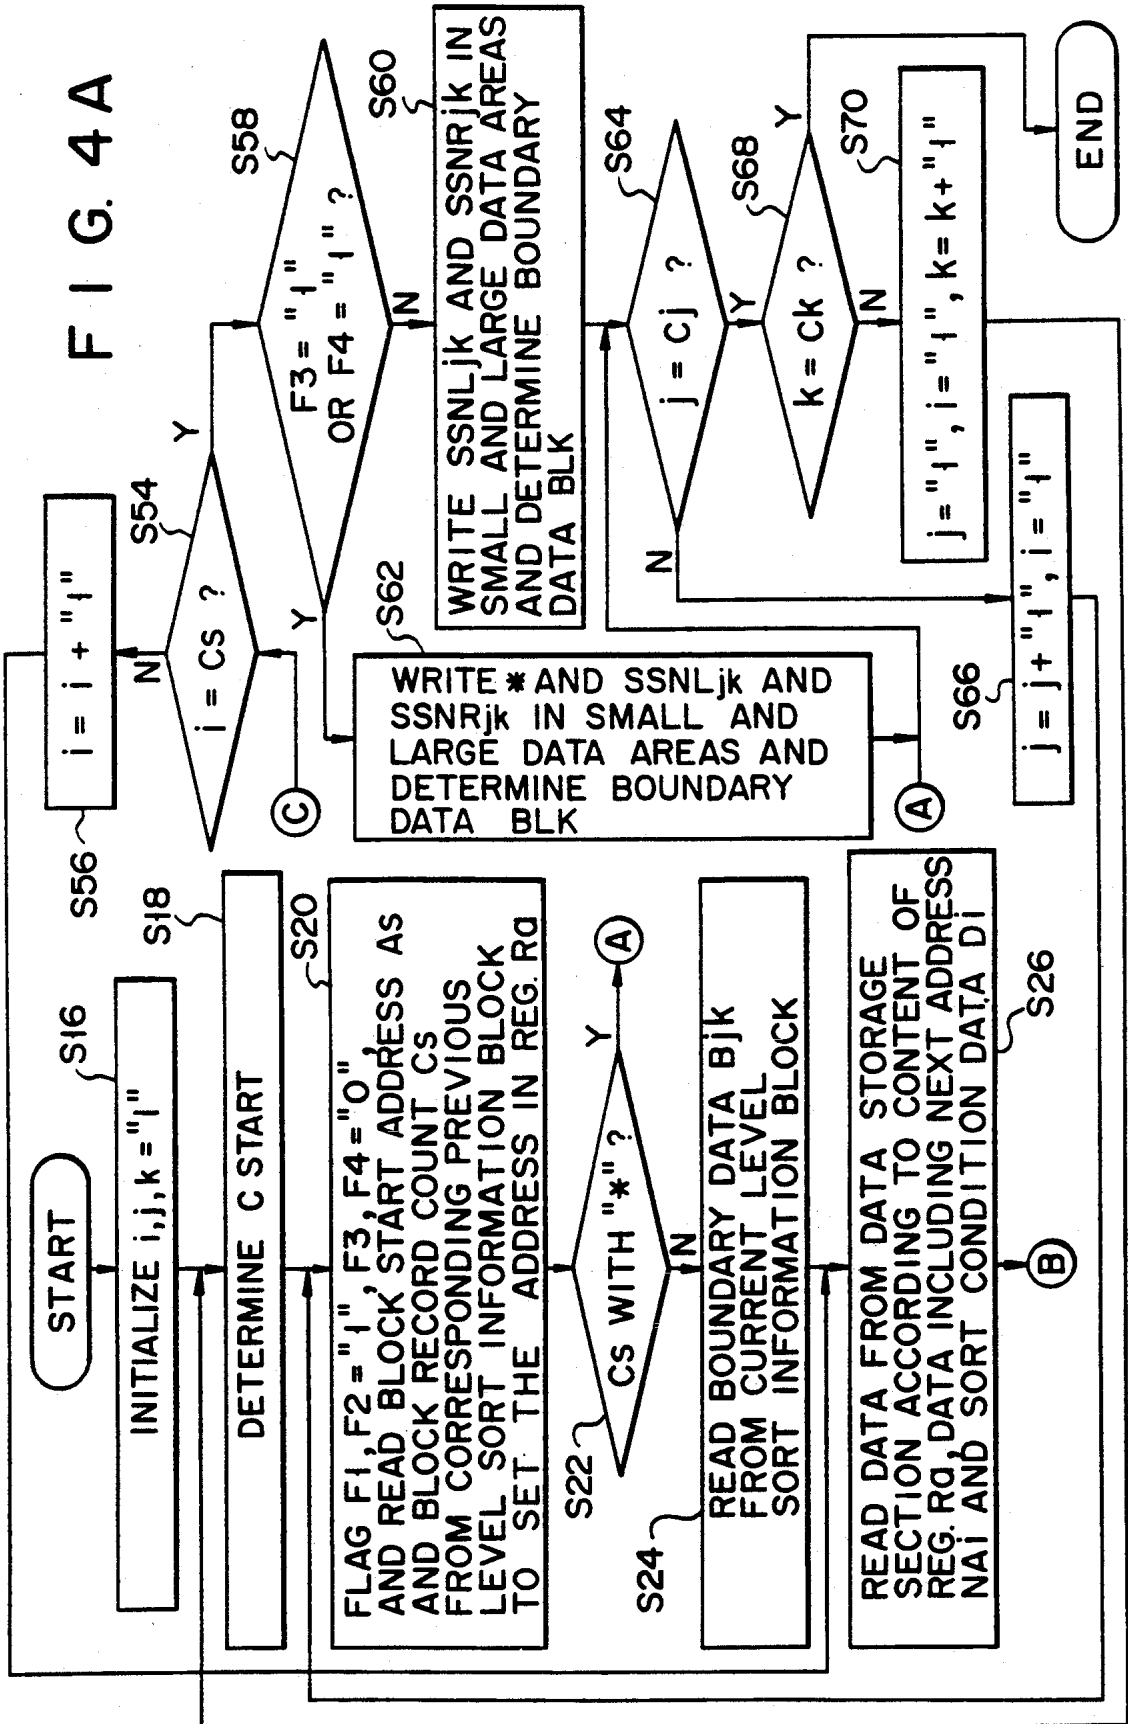 FIG. 4A
START
S16
INITIALIZE i,j,k ="1"
S18
DETERMINE C START
S20
FLAG F1,F2 ="1", F3,F4="0",
AND READ BLOCK START ADDRESS As
AND BLOCK RECORD COUNT Cs
FROM CORRESPONDING PREVIOUS
LEVEL SORT INFORMATION BLOCK
TO SET THE ADDRESS IN REG. Ra
S22
Cs WITH "*" ?
Y
A
N
S24
READ BOUNDARY DATA Bjk
FROM CURRENT LEVEL
SORT INFORMATION BLOCK
READ DATA FROM DATA STORAGE
SECTION ACCORDING TO CONTENT OF
REG. Ra, DATA INCLUDING NEXT ADDRESS
NAi AND SORT CONDITION DATA Di
S26
B
S56
i = i + "1"
N
S54
i = Cs ?
Y
C
S58
F3 = "1"
OR F4 = "1" ?
Y
N
S62
WRITE * AND SSNLjk AND
SSNRjk IN SMALL AND
LARGE DATA AREAS AND
DETERMINE BOUNDARY
DATA BLK
A
S60
WRITE SSNLjk AND SSNRjk IN
SMALL AND LARGE DATA AREAS
AND DETERMINE BOUNDARY
DATA BLK
S64
j = Cj ?
N
Y
S66
j = j+"1", i = "1"
S68
k = Ck ?
Y
N
S70
j = "1", i = "1", k = k+"1"
END